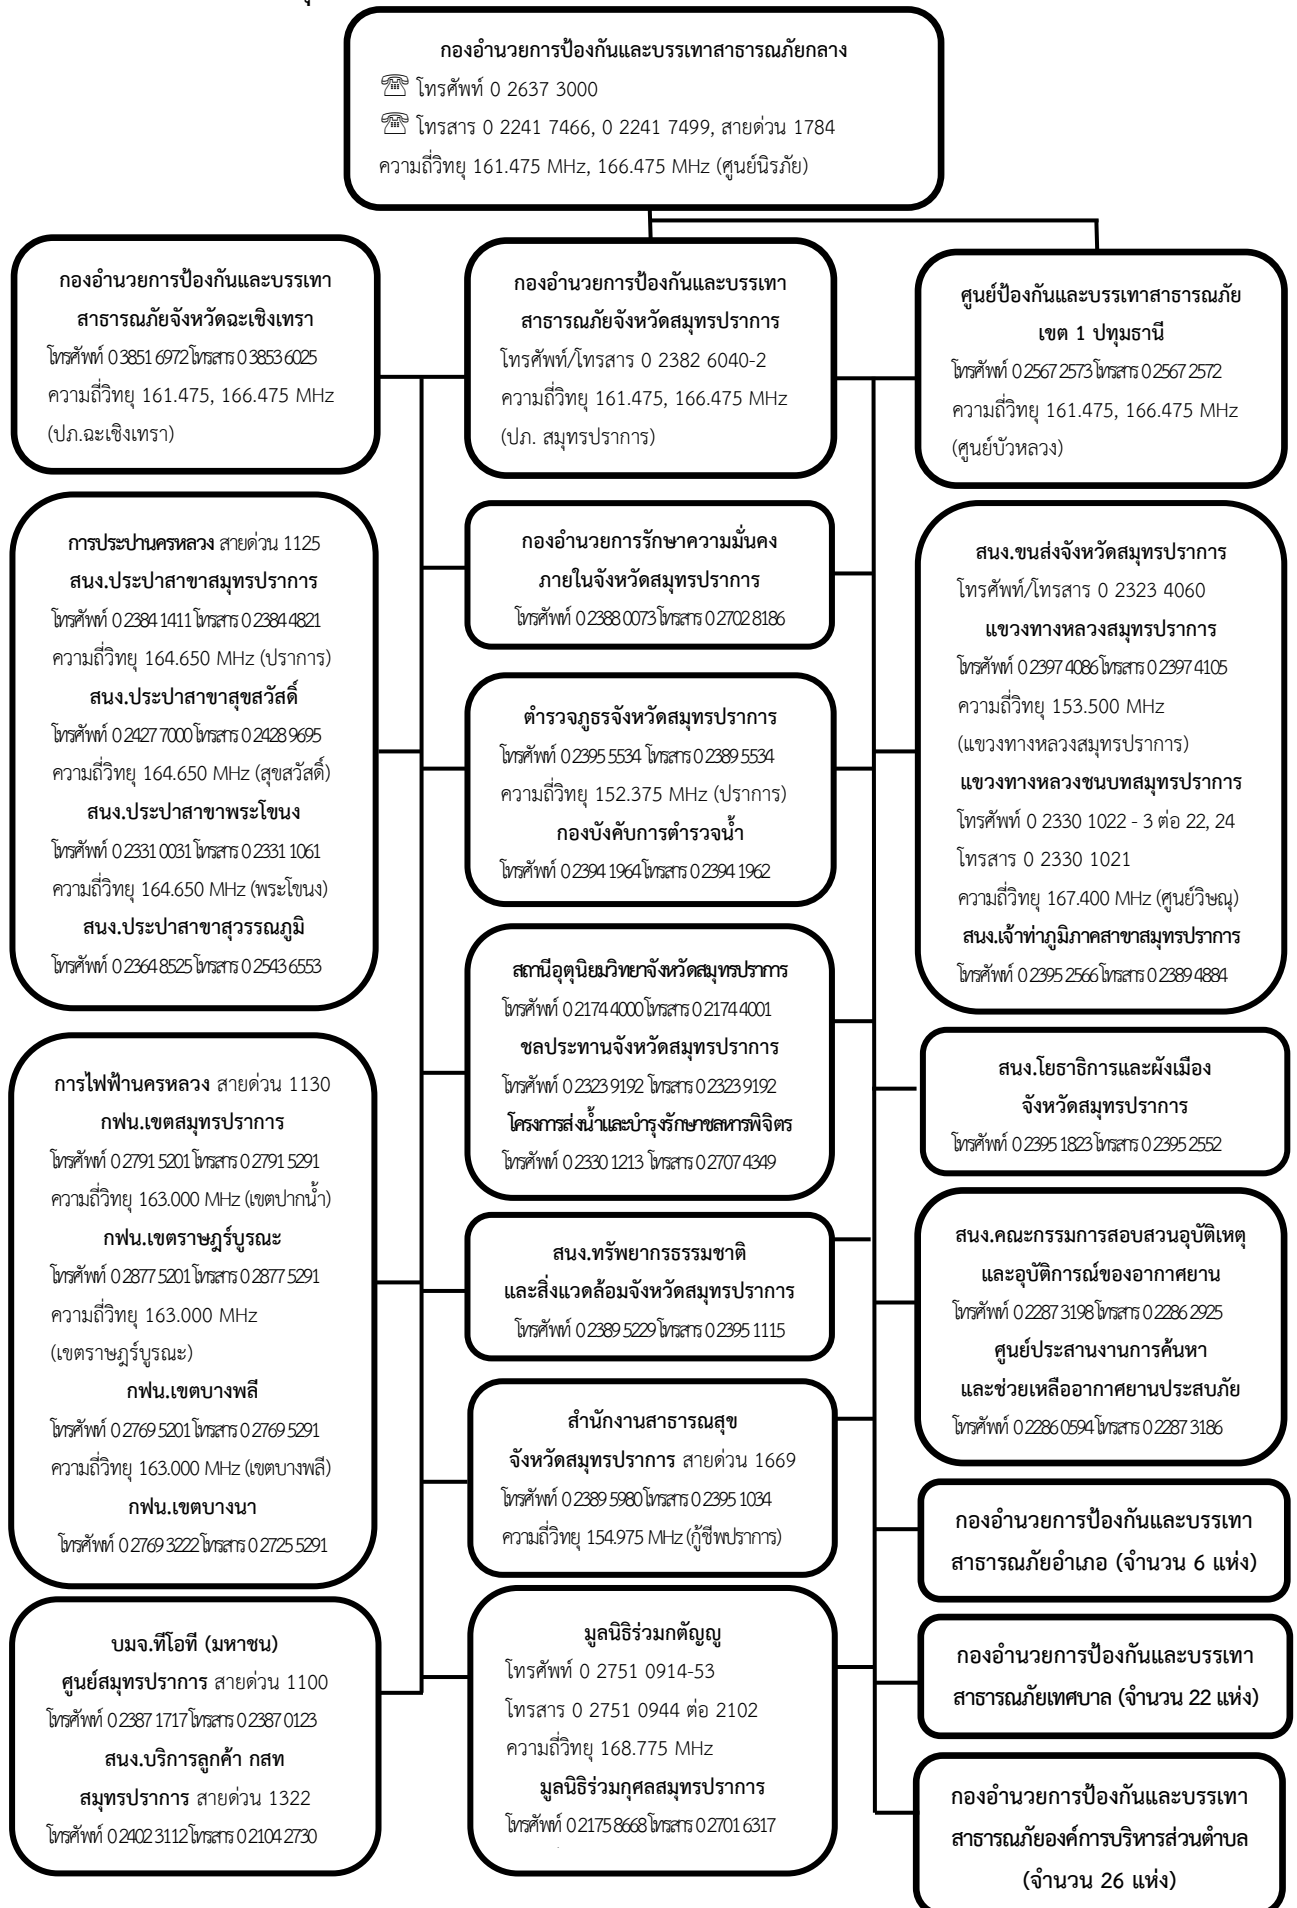 กองอำนวยการป้องกันและบรรเทาสาธารณภัยกลาง
โทรศัพท์ 0 2637 3000
โทรสาร 0 2241 7466, 0 2241 7499, สายด่วน 1784
ความถี่วิทยุ 161.475 MHz, 166.475 MHz (ศูนย์นิรภัย)
กองอำนวยการป้องกันและบรรเทา
สาธารณภัยจังหวัดฉะเชิงเทรา
โทรศัพท์ 0 3851 6972 โทรสาร 0 3853 6025
ความถี่วิทยุ 161.475, 166.475 MHz
(ปภ.ฉะเชิงเทรา)
กองอำนวยการป้องกันและบรรเทา
สาธารณภัยจังหวัดสมุทรปราการ
โทรศัพท์/โทรสาร 0 2382 6040-2
ความถี่วิทยุ 161.475, 166.475 MHz
(ปภ. สมุทรปราการ)
ศูนย์ป้องกันและบรรเทาสาธารณภัย
เขต 1 ปทุมธานี
โทรศัพท์ 0 2567 2573 โทรสาร 0 2567 2572
ความถี่วิทยุ 161.475, 166.475 MHz
(ศูนย์บัวหลวง)
การประปานครหลวง สายด่วน 1125
สนง.ประปาสาขาสมุทรปราการ
โทรศัพท์ 0 2384 1411 โทรสาร 0 2384 4821
ความถี่วิทยุ 164.650 MHz (ปราการ)
สนง.ประปาสาขาสุขสวัสดิ์
โทรศัพท์ 0 2427 7000 โทรสาร 0 2428 9695
ความถี่วิทยุ 164.650 MHz (สุขสวัสดิ์)
สนง.ประปาสาขาพระโขนง
โทรศัพท์ 0 2331 0031 โทรสาร 0 2331 1061
ความถี่วิทยุ 164.650 MHz (พระโขนง)
สนง.ประปาสาขาสุวรรณภูมิ
โทรศัพท์ 0 2364 8525 โทรสาร 0 2543 6553
กองอำนวยการรักษาความมั่นคง
ภายในจังหวัดสมุทรปราการ
โทรศัพท์ 0 2388 0073 โทรสาร 0 2702 8186
ตำรวจภูธรจังหวัดสมุทรปราการ
โทรศัพท์ 0 2395 5534 โทรสาร 0 2389 5534
ความถี่วิทยุ 152.375 MHz (ปราการ)
กองบังคับการตำรวจน้ำ
โทรศัพท์ 0 2394 1964 โทรสาร 0 2394 1962
สนง.ขนส่งจังหวัดสมุทรปราการ
โทรศัพท์/โทรสาร 0 2323 4060
แขวงทางหลวงสมุทรปราการ
โทรศัพท์ 0 2397 4086 โทรสาร 0 2397 4105
ความถี่วิทยุ 153.500 MHz
(แขวงทางหลวงสมุทรปราการ)
แขวงทางหลวงชนบทสมุทรปราการ
โทรศัพท์ 0 2330 1022 - 3 ต่อ 22, 24
โทรสาร 0 2330 1021
ความถี่วิทยุ 167.400 MHz (ศูนย์วิษณุ)
สนง.เจ้าท่าภูมิภาคสาขาสมุทรปราการ
โทรศัพท์ 0 2395 2566 โทรสาร 0 2389 4884
สถานีอุตุนิยมวิทยาจังหวัดสมุทรปราการ
โทรศัพท์ 0 2174 4000 โทรสาร 0 2174 4001
ชลประทานจังหวัดสมุทรปราการ
โทรศัพท์ 0 2323 9192 โทรสาร 0 2323 9192
โครงการส่งน้ำและบำรุงรักษาชลหารพิจิตร
โทรศัพท์ 0 2330 1213 โทรสาร 0 2707 4349
การไฟฟ้านครหลวง สายด่วน 1130
กฟน.เขตสมุทรปราการ
โทรศัพท์ 0 2791 5201 โทรสาร 0 2791 5291
ความถี่วิทยุ 163.000 MHz (เขตปากน้ำ)
กฟน.เขตราษฎร์บูรณะ
โทรศัพท์ 0 2877 5201 โทรสาร 0 2877 5291
ความถี่วิทยุ 163.000 MHz
(เขตราษฎร์บูรณะ)
กฟน.เขตบางพลี
โทรศัพท์ 0 2769 5201 โทรสาร 0 2769 5291
ความถี่วิทยุ 163.000 MHz (เขตบางพลี)
กฟน.เขตบางนา
โทรศัพท์ 0 2769 3222 โทรสาร 0 2725 5291
สนง.โยธาธิการและผังเมือง
จังหวัดสมุทรปราการ
โทรศัพท์ 0 2395 1823 โทรสาร 0 2395 2552
สนง.ทรัพยากรธรรมชาติ
และสิ่งแวดล้อมจังหวัดสมุทรปราการ
โทรศัพท์ 0 2389 5229 โทรสาร 0 2395 1115
สนง.คณะกรรมการสอบสวนอุบัติเหตุ
และอุบัติการณ์ของอากาศยาน
โทรศัพท์ 0 2287 3198 โทรสาร 0 2286 2925
ศูนย์ประสานงานการค้นหา
และช่วยเหลืออากาศยานประสบภัย
โทรศัพท์ 0 2286 0594 โทรสาร 0 2287 3186
สำนักงานสาธารณสุข
จังหวัดสมุทรปราการ สายด่วน 1669
โทรศัพท์ 0 2389 5980 โทรสาร 0 2395 1034
ความถี่วิทยุ 154.975 MHz (กู้ชีพปราการ)
กองอำนวยการป้องกันและบรรเทา
สาธารณภัยอำเภอ (จำนวน 6 แห่ง)
บมจ.ทีโอที (มหาชน)
ศูนย์สมุทรปราการ สายด่วน 1100
โทรศัพท์ 0 2387 1717 โทรสาร 0 2387 0123
สนง.บริการลูกค้า กสท
สมุทรปราการ สายด่วน 1322
โทรศัพท์ 0 2402 3112 โทรสาร 0 2104 2730
มูลนิธิร่วมกตัญญู
โทรศัพท์ 0 2751 0914-53
โทรสาร 0 2751 0944 ต่อ 2102
ความถี่วิทยุ 168.775 MHz
มูลนิธิร่วมกุศลสมุทรปราการ
โทรศัพท์ 0 2175 8668 โทรสาร 0 2701 6317
กองอำนวยการป้องกันและบรรเทา
สาธารณภัยเทศบาล (จำนวน 22 แห่ง)
กองอำนวยการป้องกันและบรรเทา
สาธารณภัยองค์การบริหารส่วนตำบล
(จำนวน 26 แห่ง)